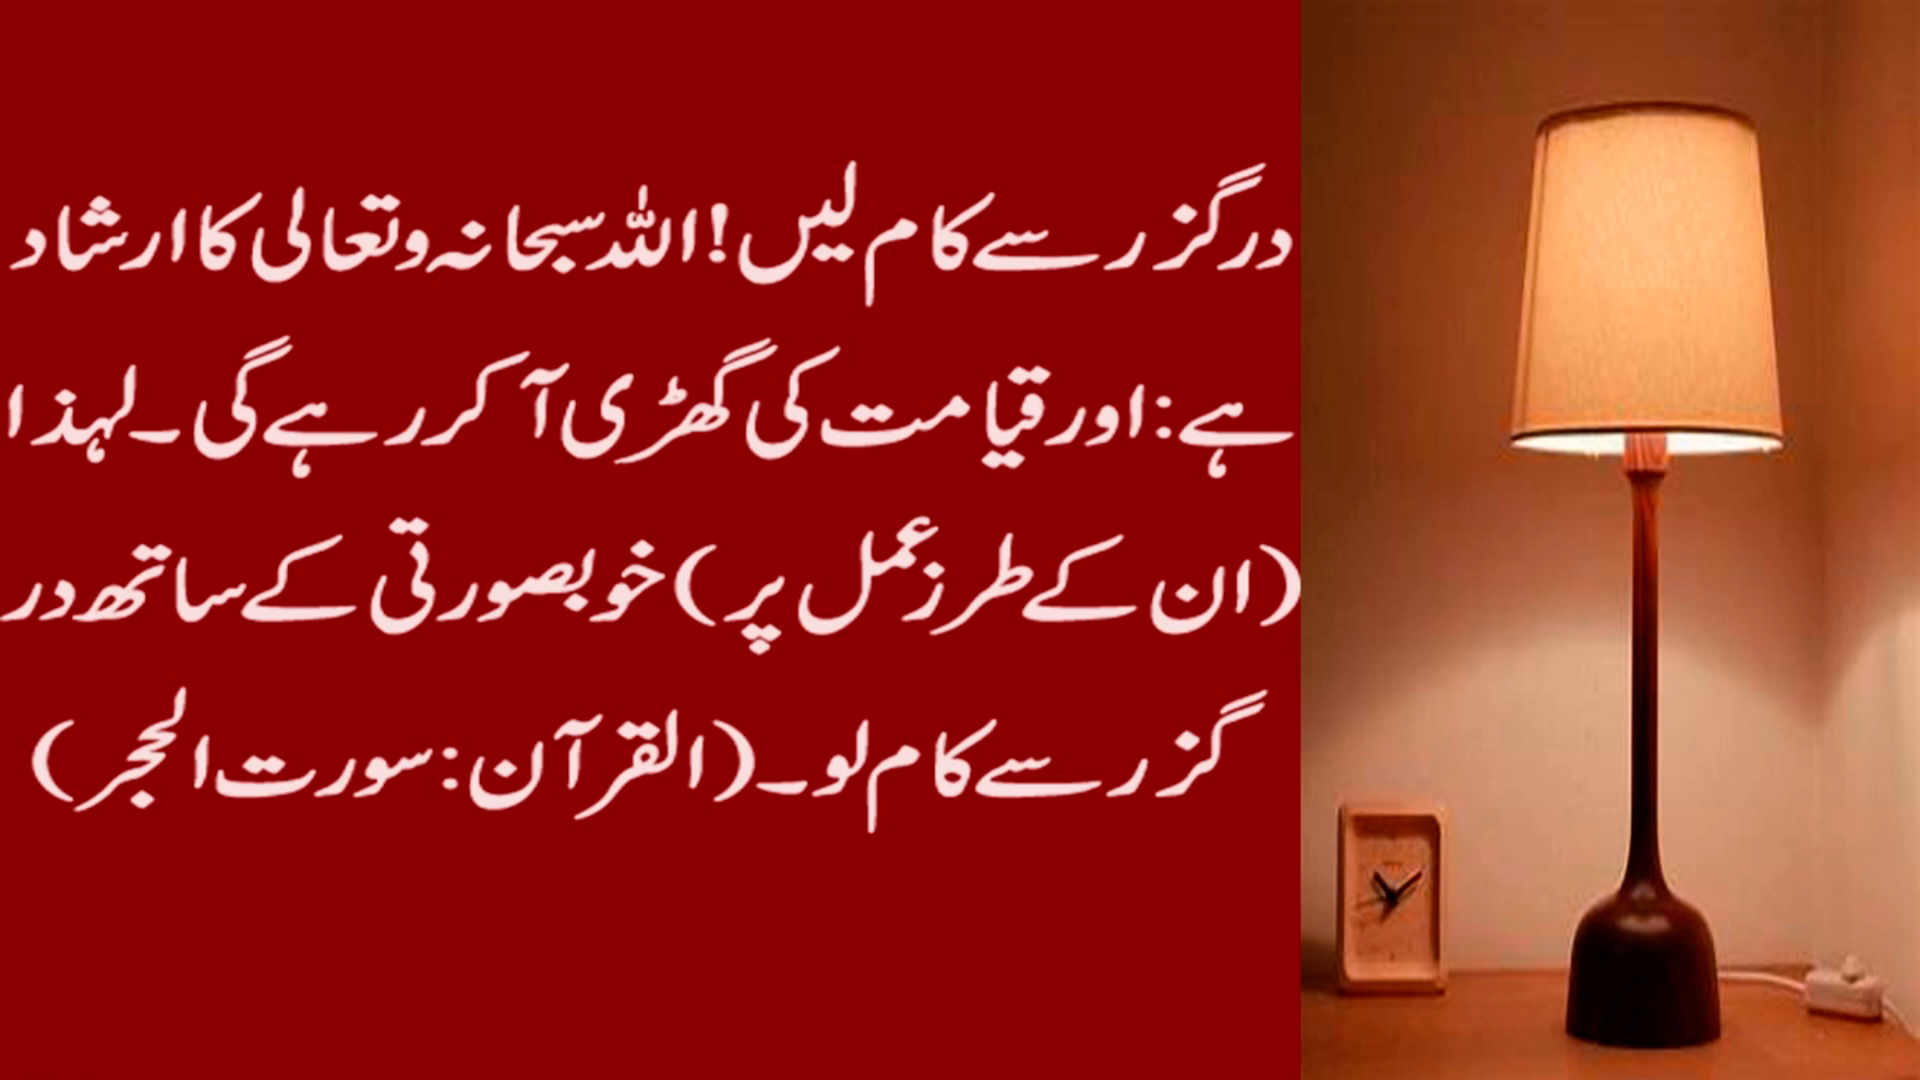 درگزر سے کام لیں! اللہ سبحانہ وتعالی کا ارشاد
ہے: اور قیامت کی گھڑی آ کر رہے گی۔ لہذا
(ان کے طرز عمل پر) خوبصورتی کے ساتھ در
گزر سے کام لو۔ (القرآن: سورت الحجر)